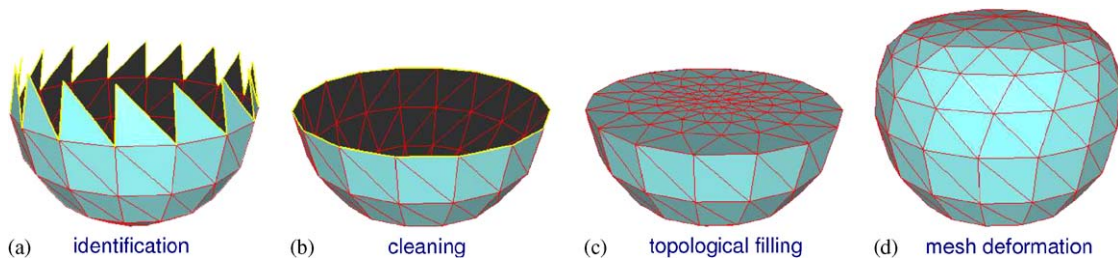 (a) identification (b) cleaning (c) topological filling (d) mesh deformation